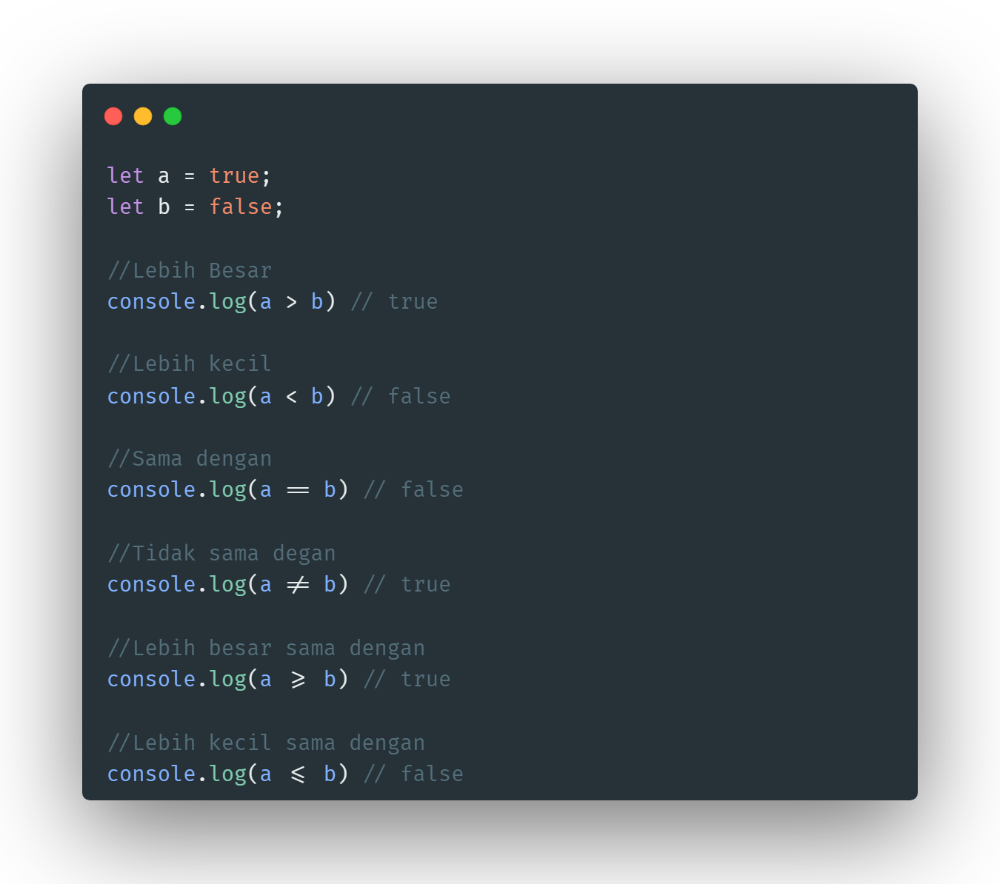 let a = true;
let b = false;
//Lebih Besar
console.log(a > b) // true
//Lebih kecil
console.log(a < b) // false
//Sama dengan
console.log(a == b) // false
//Tidak sama degan
console.log(a != b) // true
//Lebih besar sama dengan
console.log(a >= b) // true
//Lebih kecil sama dengan
console.log(a <= b) // false